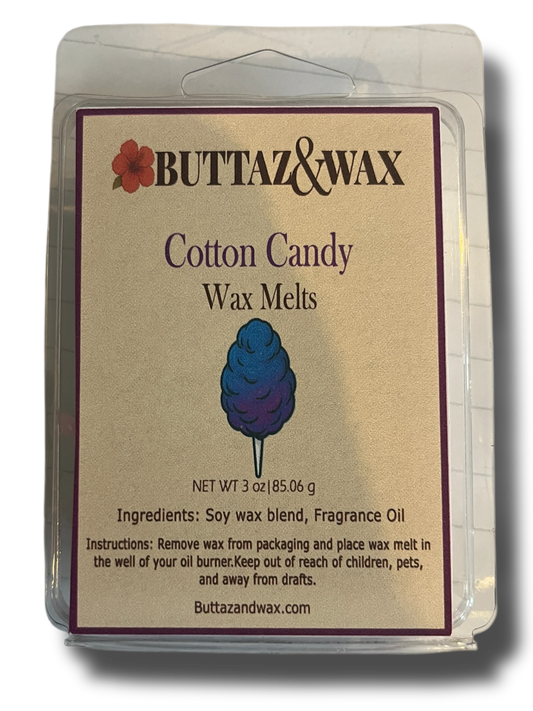 BUTTAZ&WAX
Cotton Candy
Wax Melts
NET WT 3 oz|85.06 g
Ingredients: Soy wax blend, Fragrance Oil
Instructions: Remove wax from packaging and place wax melt in
the well of your oil burner.Keep out of reach of children, pets,
and away from drafts.
Buttazandwax.com